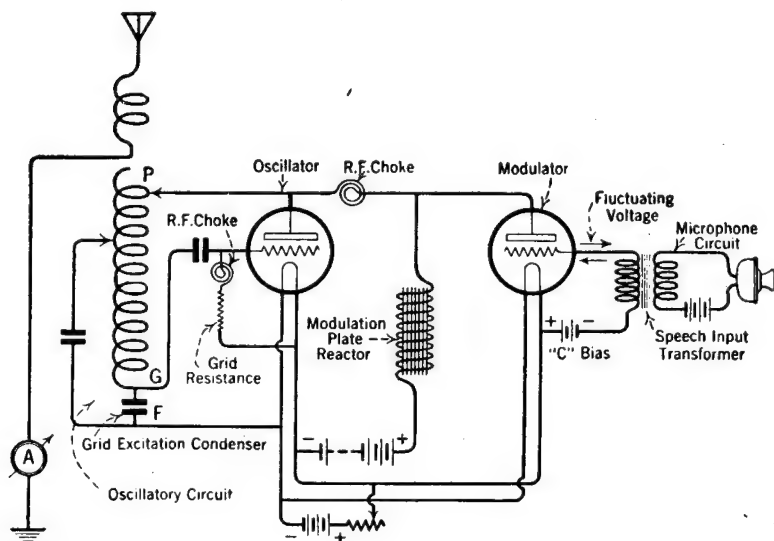 Oscillator
R.F.Choke
Modulator
P
Fluctuating
Voltage
R.F.Choke
Microphone
Circuit
+ -
Modulation
Plate
Reactor
"C" Bias
Speech Input
Transformer
Grid
Resistance
G
F
Grid Excitation Condenser
- +
A
Oscillatory Circuit
- +